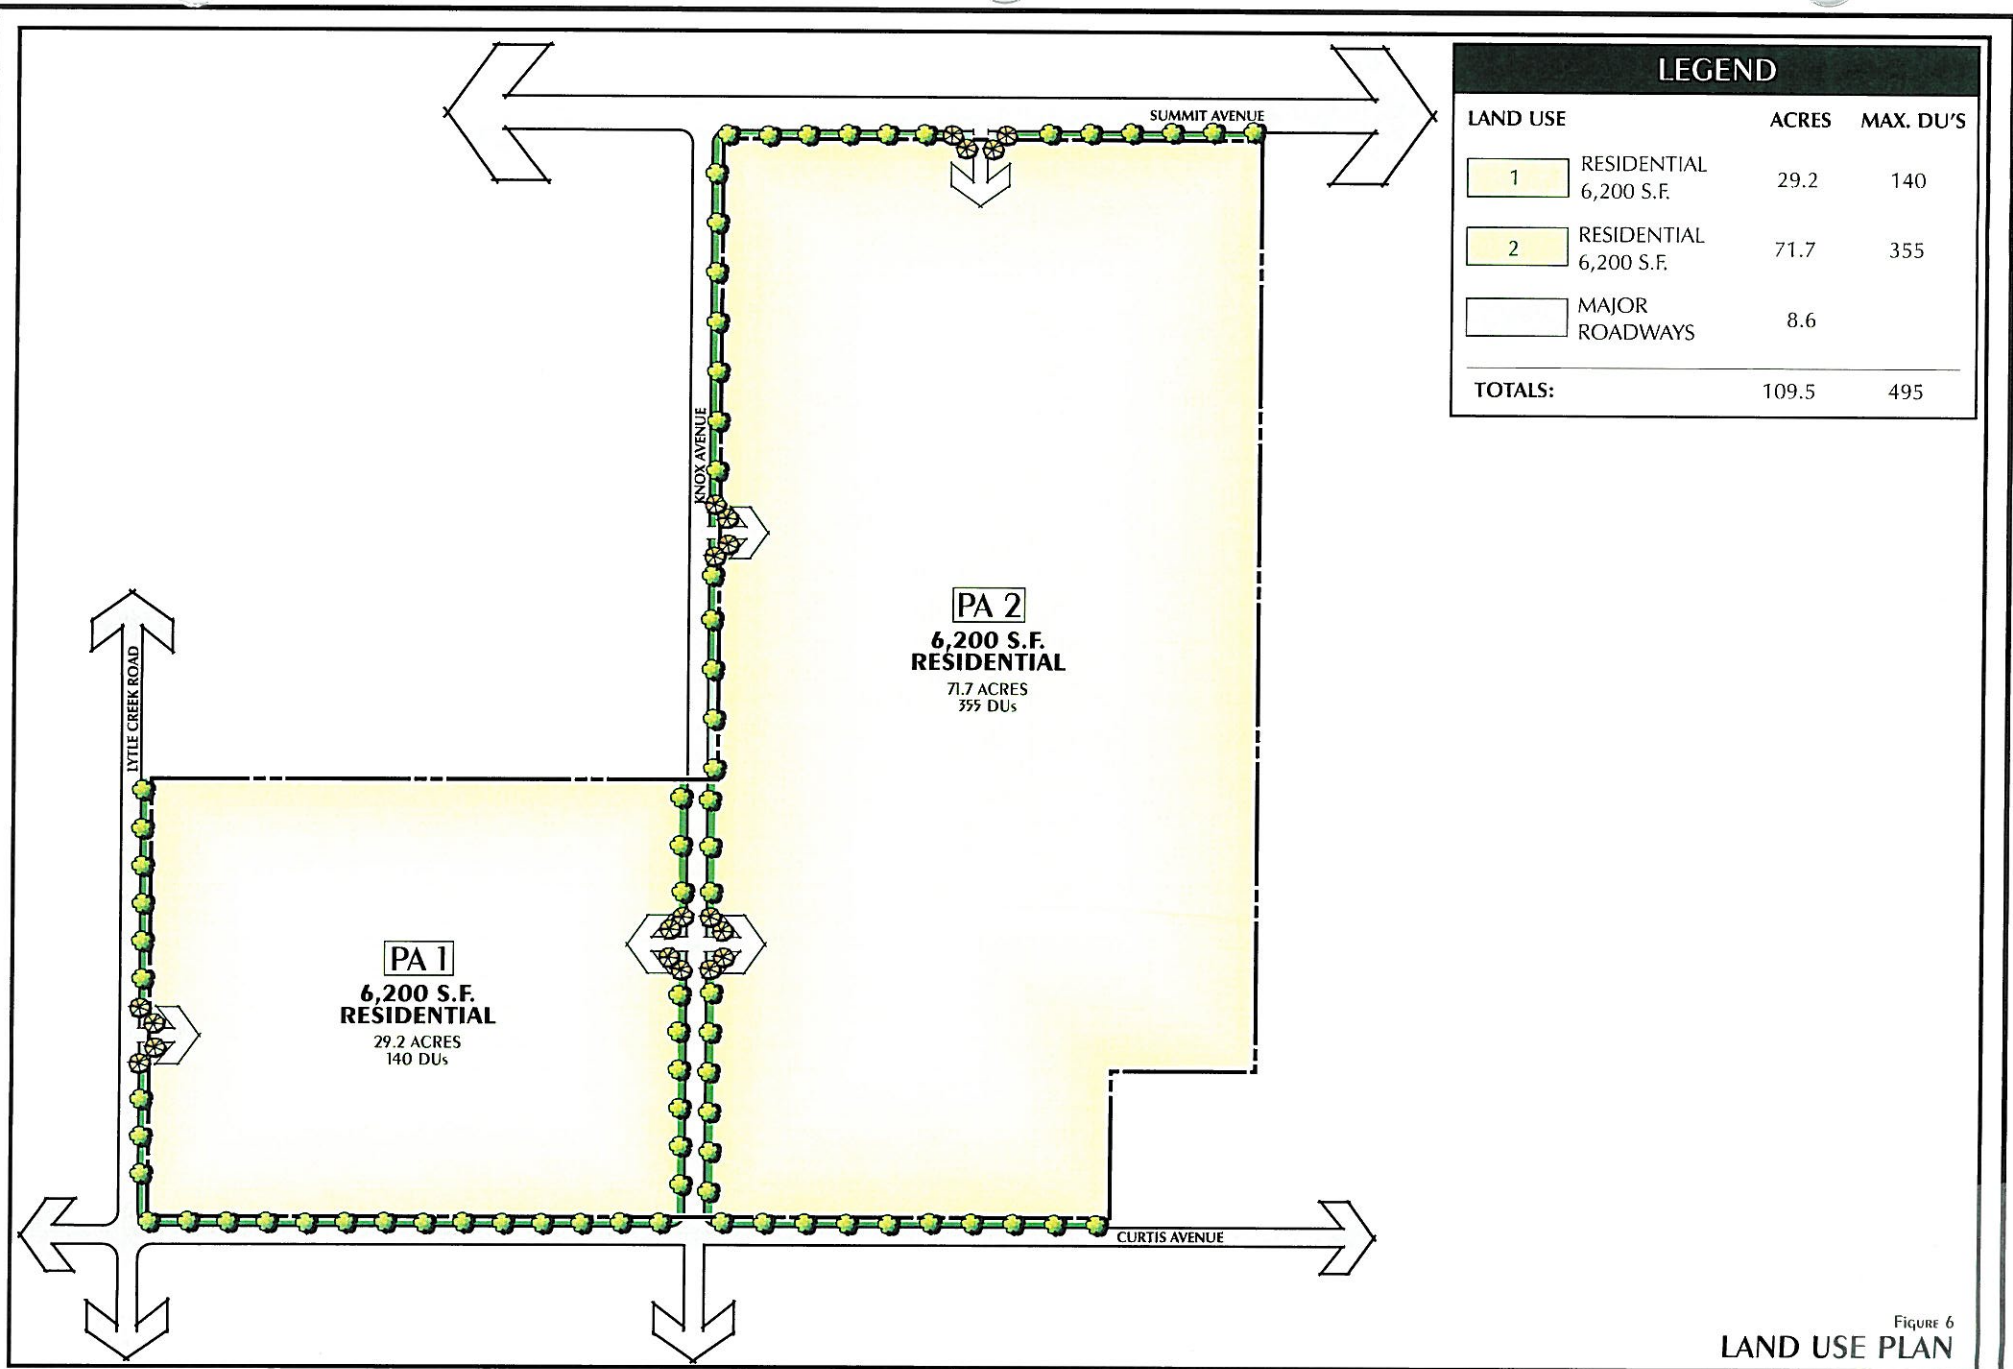 LEGEND
LAND USE ACRES MAX. DU'S
1 RESIDENTIAL 6,200 S.F. 29.2 140
2 RESIDENTIAL 6,200 S.F. 71.7 355
MAJOR ROADWAYS 8.6
TOTALS: 109.5 495
SUMMIT AVENUE
KNOX AVENUE
PA 2
6,200 S.F.
RESIDENTIAL
71.7 ACRES
355 DUs
LYTLE CREEK ROAD
PA 1
6,200 S.F.
RESIDENTIAL
29.2 ACRES
140 DUs
CURTIS AVENUE
FIGURE 6
LAND USE PLAN